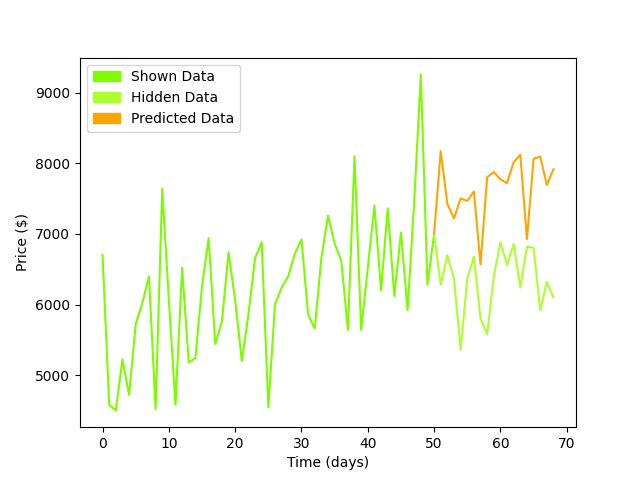 Shown Data
Hidden Data
Predicted Data
9000
8000
7000
6000
5000
Price ($)
0 10 20 30 40 50 60 70
Time (days)